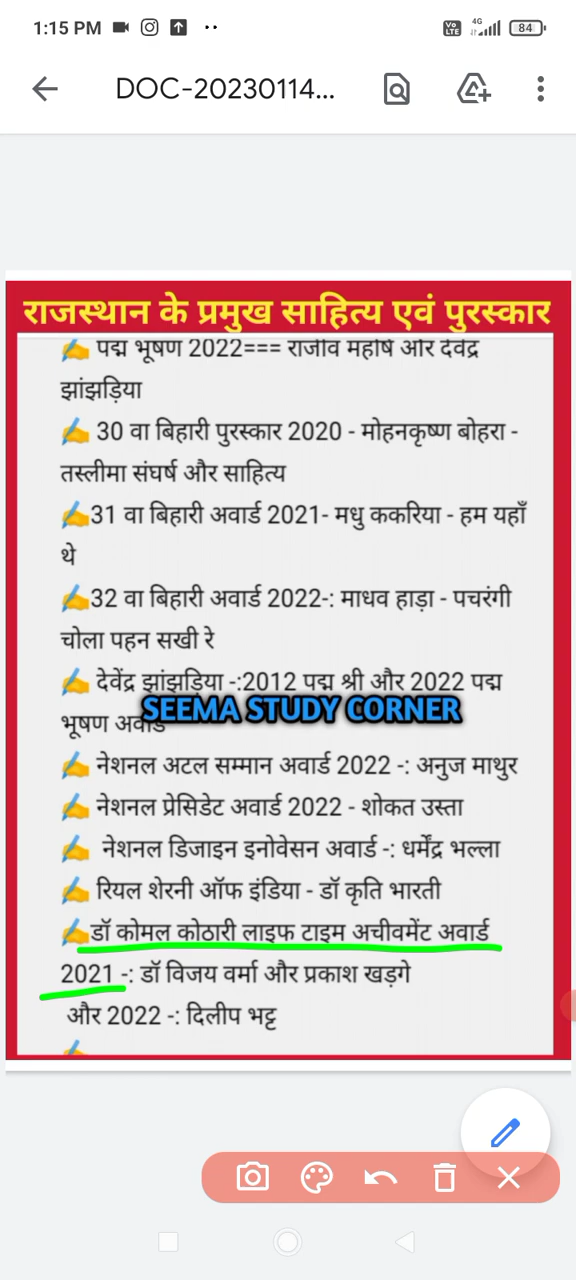 1:15 PM
4G
Vo LTE
84
DOC-20230114...
राजस्थान के प्रमुख साहित्य एवं पुरस्कार
✍️ पद्म भूषण 2022=== राजीव महर्षि और देवेंद्र
झांझड़िया
✍️ 30 वा बिहारी पुरस्कार 2020 - मोहनकृष्ण बोहरा -
तस्लीमा संघर्ष और साहित्य
✍️31 वा बिहारी अवार्ड 2021- मधु ककरिया - हम यहाँ
थे
✍️32 वा बिहारी अवार्ड 2022-: माधव हाड़ा - पचरंगी
चोला पहन सखी रे
✍️ देवेंद्र झांझड़िया -:2012 पद्म श्री और 2022 पद्म
भूषण अवार्ड
SEEMA STUDY CORNER
✍️ नेशनल अटल सम्मान अवार्ड 2022 -: अनुज माथुर
✍️ नेशनल प्रेसिडेट अवार्ड 2022 - शोकत उस्ता
✍️ नेशनल डिजाइन इनोवेसन अवार्ड -: धर्मेंद्र भल्ला
✍️ रियल शेरनी ऑफ इंडिया - डॉ कृति भारती
✍️डॉ कोमल कोठारी लाइफ टाइम अचीवमेंट अवार्ड
2021 -: डॉ विजय वर्मा और प्रकाश खड़गे
और 2022 -: दिलीप भट्ट